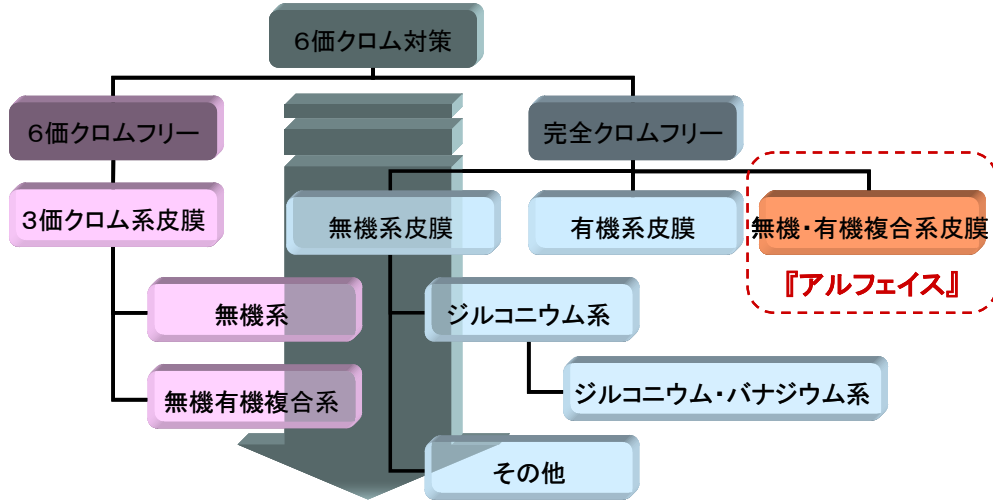 6価クロム対策
6価クロムフリー
完全クロムフリー
3価クロム系皮膜
無機系皮膜
有機系皮膜
無機・有機複合系皮膜
『アルフェイス』
無機系
ジルコニウム系
無機有機複合系
ジルコニウム・バナジウム系
その他